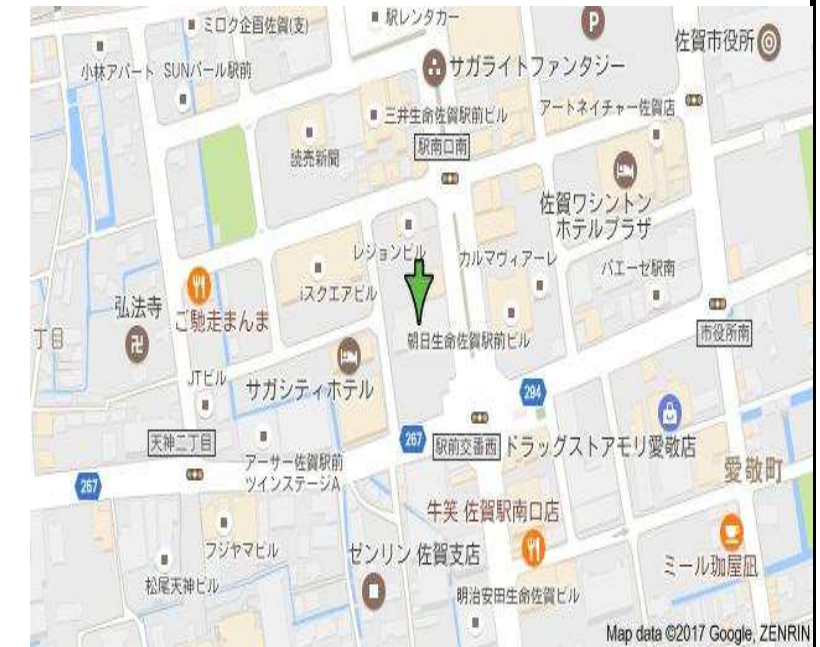 ミロク企画佐賀(支)
駅レンタカー
P
佐賀市役所
小林アパート
SUNパール駅前
サガライトファンタジー
三井生命佐賀駅前ビル
アートネイチャー佐賀店
読売新聞
駅南口南
佐賀ワシントン
ホテルプラザ
レジョンビル
カルマヴィアーレ
バエーゼ駅南
iスクエアビル
弘法寺
ご馳走まんま
丁目
朝日生命佐賀駅前ビル
市役所南
JTビル
サガシティホテル
294
天神二丁目
267
駅前交番西
ドラッグストアモリ愛敬店
アーサー佐賀駅前
ツインステージA
267
愛敬町
牛笑 佐賀駅南口店
フジヤマビル
ゼンリン 佐賀支店
ミール珈屋凪
松尾天神ビル
明治安田生命佐賀ビル
Map data ©2017 Google, ZENRIN